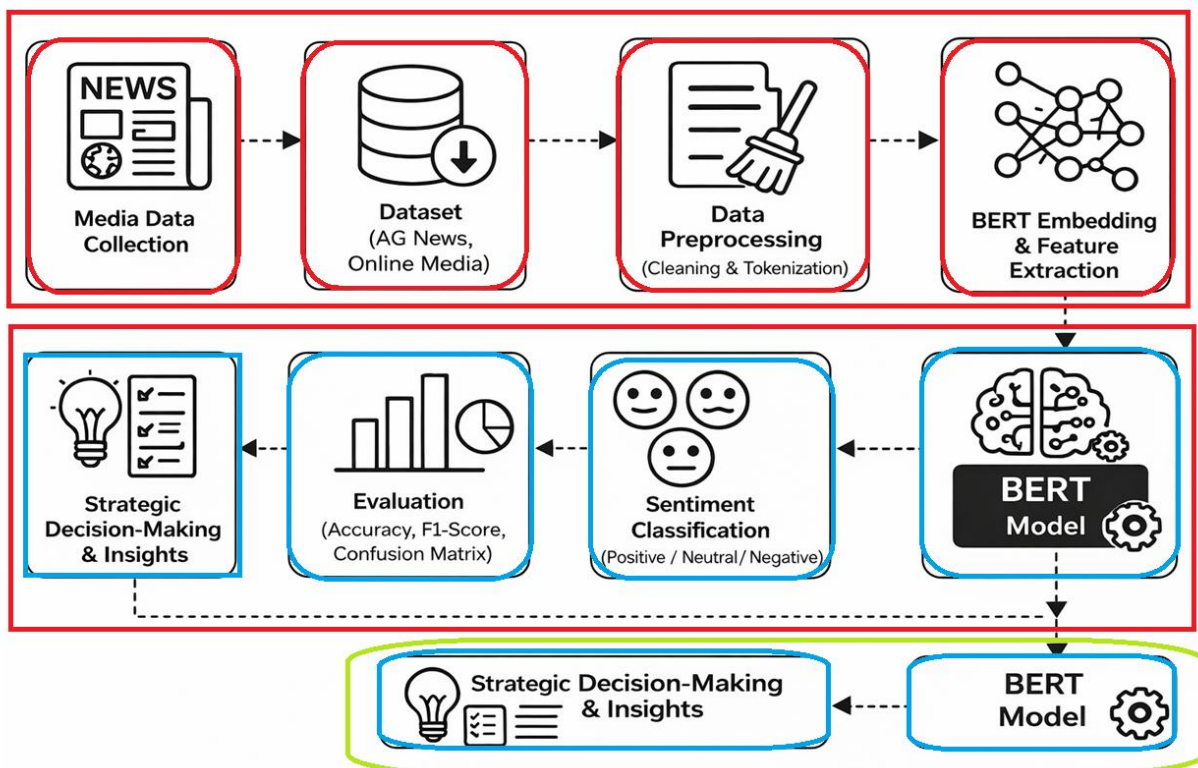 NEWS
Media Data
Collection
Dataset
(AG News,
Online Media)
Data
Preprocessing
(Cleaning & Tokenization)
BERT Embedding
& Feature
Extraction
Strategic
Decision-Making
& Insights
Evaluation
(Accuracy, F1-Score,
Confusion Matrix)
Sentiment
Classification
(Positive / Neutral/ Negative)
BERT
Model
Strategic Decision-Making
& Insights
BERT
Model